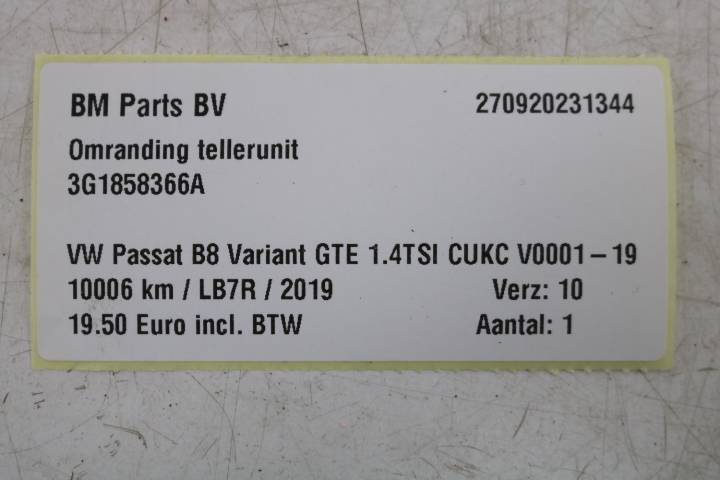 BM Parts BV 270920231344
Omranding tellerunit
3G1858366A
VW Passat B8 Variant GTE 1.4TSI CUKC V0001-19
10006 km / LB7R / 2019 Verz: 10
19.50 Euro incl. BTW Aantal: 1